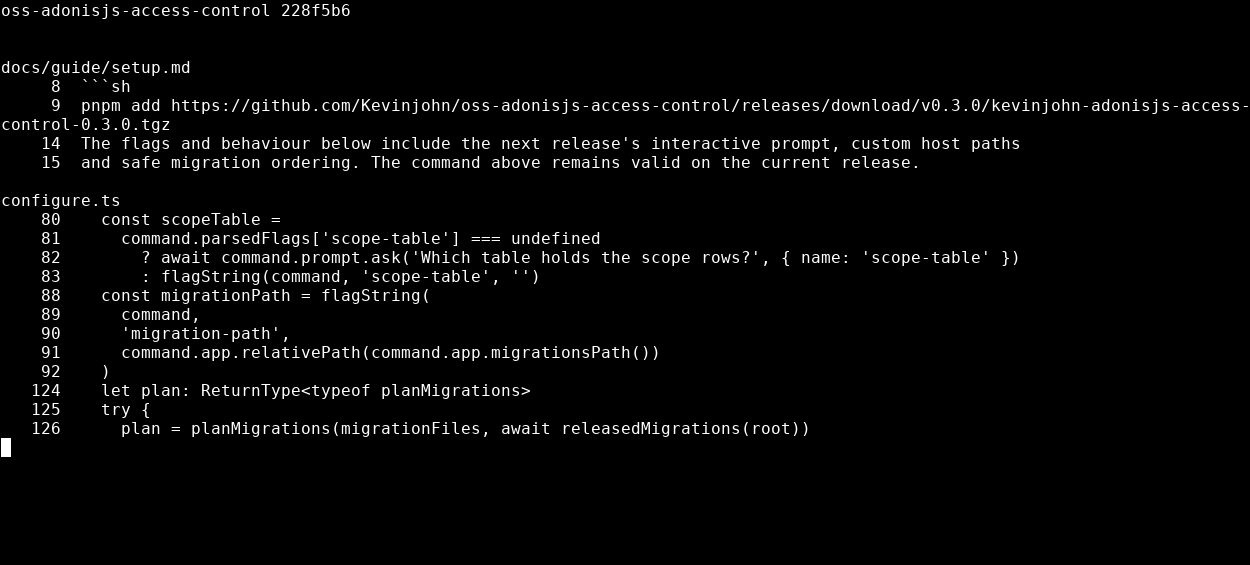 oss-adonisjs-access-control 228f5b6
docs/guide/setup.md
     8  ```sh
     9  pnpm add https://github.com/Kevinjohn/oss-adonisjs-access-control/releases/download/v0.3.0/kevinjohn-adonisjs-access-
control-0.3.0.tgz
    14  The flags and behaviour below include the next release's interactive prompt, custom host paths
    15  and safe migration ordering. The command above remains valid on the current release.
configure.ts
    80    const scopeTable =
    81      command.parsedFlags['scope-table'] === undefined
    82        ? await command.prompt.ask('Which table holds the scope rows?', { name: 'scope-table' })
    83        : flagString(command, 'scope-table', '')
    88    const migrationPath = flagString(
    89      command,
    90      'migration-path',
    91      command.app.relativePath(command.app.migrationsPath())
    92    )
   124    let plan: ReturnType<typeof planMigrations>
   125    try {
   126      plan = planMigrations(migrationFiles, await releasedMigrations(root))